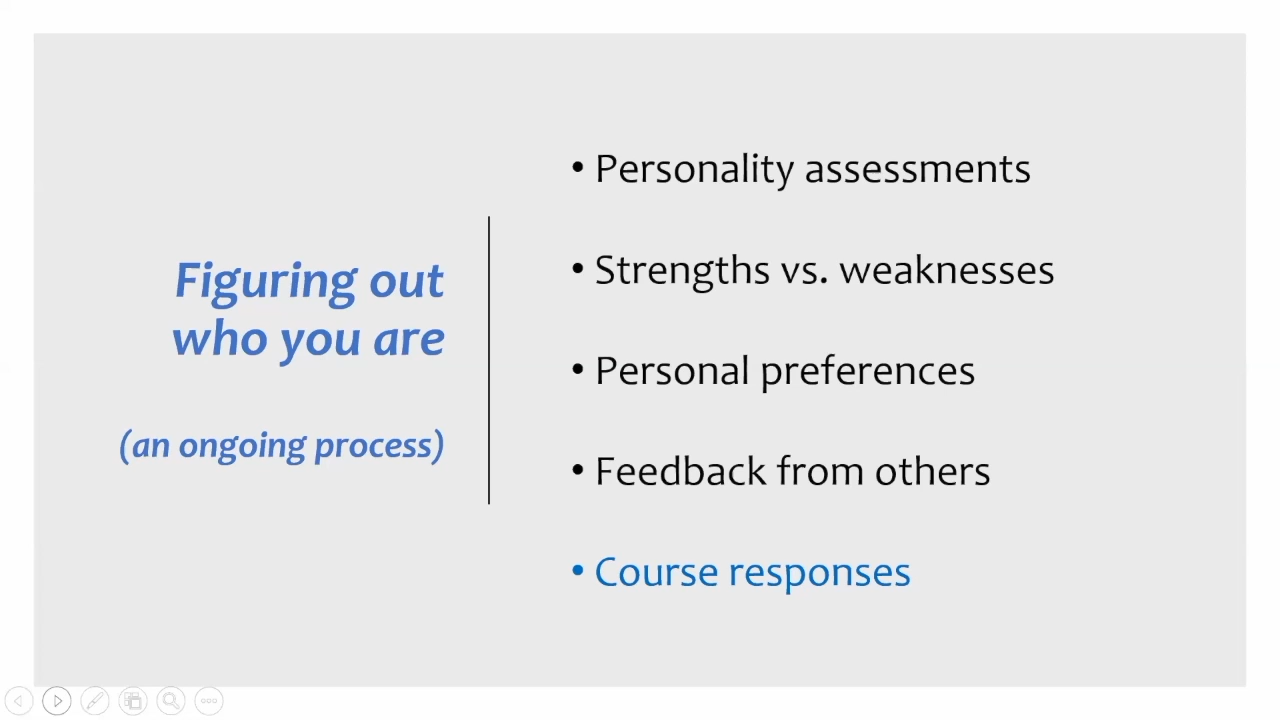 Figuring out
who you are
(an ongoing process)
• Personality assessments
• Strengths vs. weaknesses
• Personal preferences
• Feedback from others
• Course responses